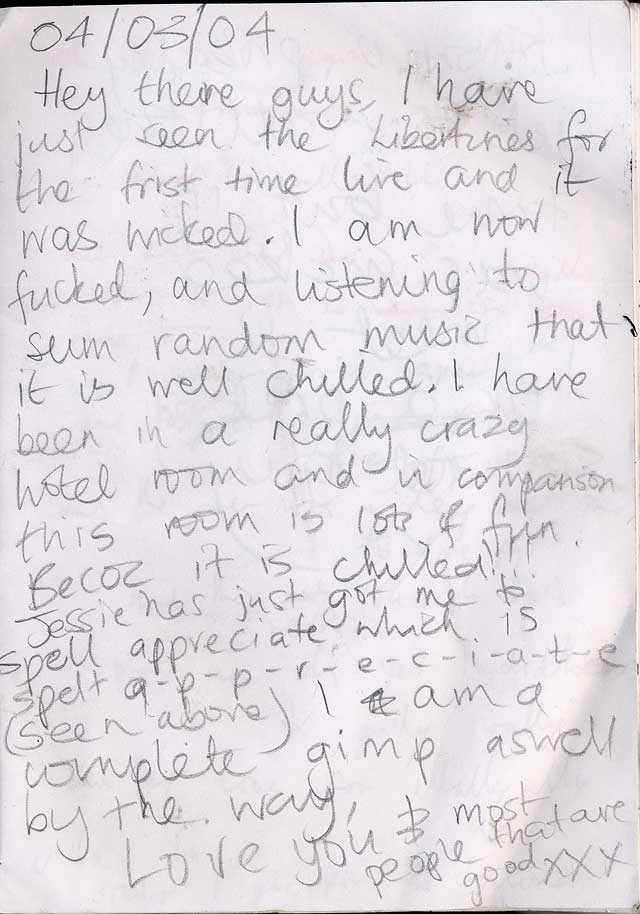 04/03/04
Hey there guys, I have
just seen the Libertines for
the frist time live and it
was wicked. I am now
fucked, and listening to
sum random music that
it is well chilled. I have
been in a really crazy
hotel room and in comparison
this room is lots of
Becoz it is chilled!!!
Jessie has just got me to
spell appreciate which is
spelt a-p-p-r-e-c-i-a-t-e
(seen above) I am a
complete gimp aswell
by the way,
Love you & most
people that are
good xxx